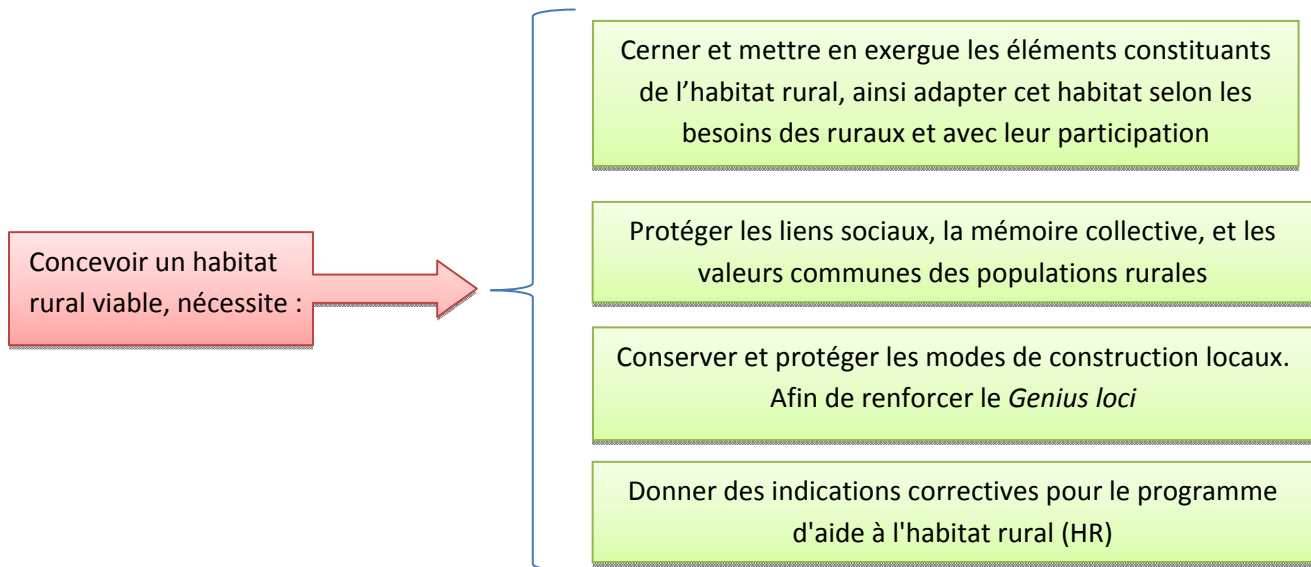 Concevoir un habitat
rural viable, nécessite :
Cerner et mettre en exergue les éléments constituants
de l’habitat rural, ainsi adapter cet habitat selon les
besoins des ruraux et avec leur participation
Protéger les liens sociaux, la mémoire collective, et les
valeurs communes des populations rurales
Conserver et protéger les modes de construction locaux.
Afin de renforcer le Genius loci
Donner des indications correctives pour le programme
d'aide à l'habitat rural (HR)